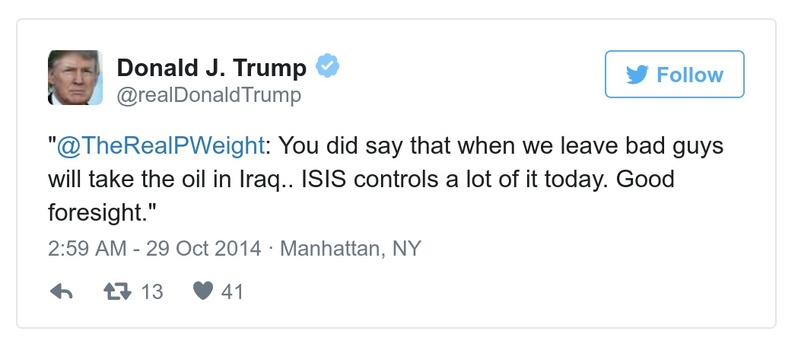 Donald J. Trump
@realDonaldTrump
Follow
"@TheRealPWeight: You did say that when we leave bad guys
will take the oil in Iraq.. ISIS controls a lot of it today. Good
foresight."
2:59 AM - 29 Oct 2014 · Manhattan, NY
13 41